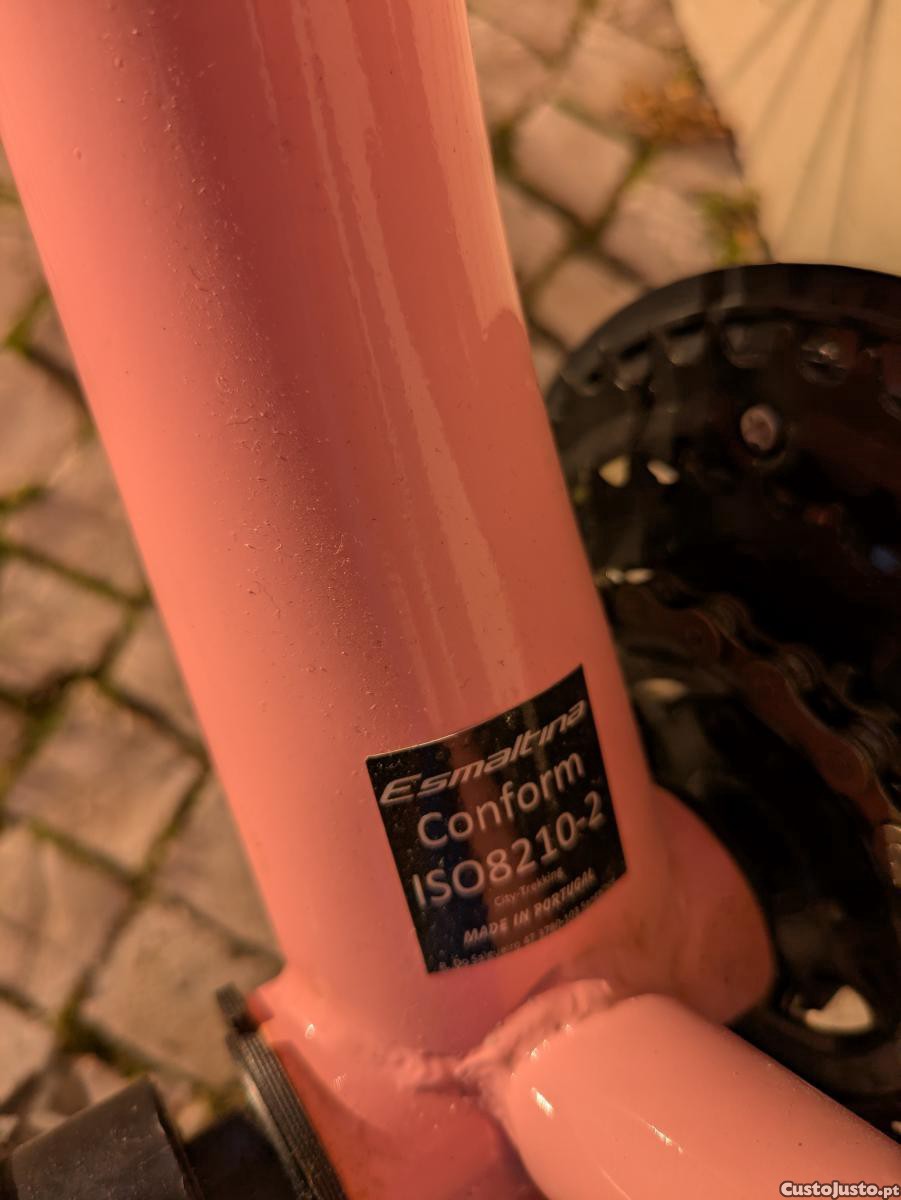 Esmaltina
Conform
ISO8210-2
City-Trekking
MADE IN PORTUGAL
CustoJusto.pt